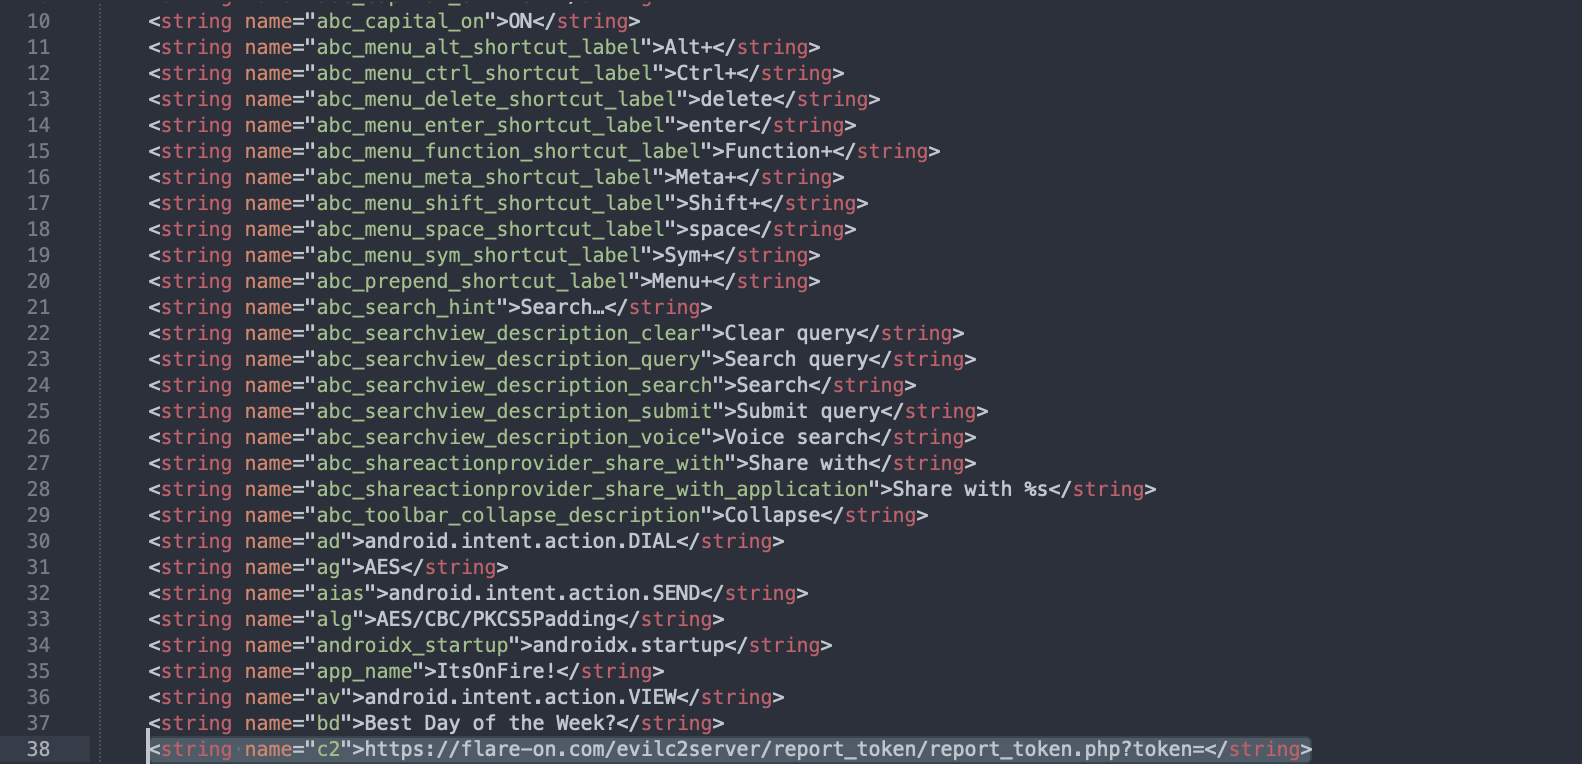 10 <string name="abc_capital_on">ON</string>
11 <string name="abc_menu_alt_shortcut_label">Alt+</string>
12 <string name="abc_menu_ctrl_shortcut_label">Ctrl+</string>
13 <string name="abc_menu_delete_shortcut_label">delete</string>
14 <string name="abc_menu_enter_shortcut_label">enter</string>
15 <string name="abc_menu_function_shortcut_label">Function+</string>
16 <string name="abc_menu_meta_shortcut_label">Meta+</string>
17 <string name="abc_menu_shift_shortcut_label">Shift+</string>
18 <string name="abc_menu_space_shortcut_label">space</string>
19 <string name="abc_menu_sym_shortcut_label">Sym+</string>
20 <string name="abc_prepend_shortcut_label">Menu+</string>
21 <string name="abc_search_hint">Search…</string>
22 <string name="abc_searchview_description_clear">Clear query</string>
23 <string name="abc_searchview_description_query">Search query</string>
24 <string name="abc_searchview_description_search">Search</string>
25 <string name="abc_searchview_description_submit">Submit query</string>
26 <string name="abc_searchview_description_voice">Voice search</string>
27 <string name="abc_shareactionprovider_share_with">Share with</string>
28 <string name="abc_shareactionprovider_share_with_application">Share with %s</string>
29 <string name="abc_toolbar_collapse_description">Collapse</string>
30 <string name="ad">android.intent.action.DIAL</string>
31 <string name="ag">AES</string>
32 <string name="aias">android.intent.action.SEND</string>
33 <string name="alg">AES/CBC/PKCS5Padding</string>
34 <string name="androidx_startup">androidx.startup</string>
35 <string name="app_name">ItsOnFire!</string>
36 <string name="av">android.intent.action.VIEW</string>
37 <string name="bd">Best Day of the Week?</string>
38 <string name="c2">https://flare-on.com/evilc2server/report_token/report_token.php?token=</string>